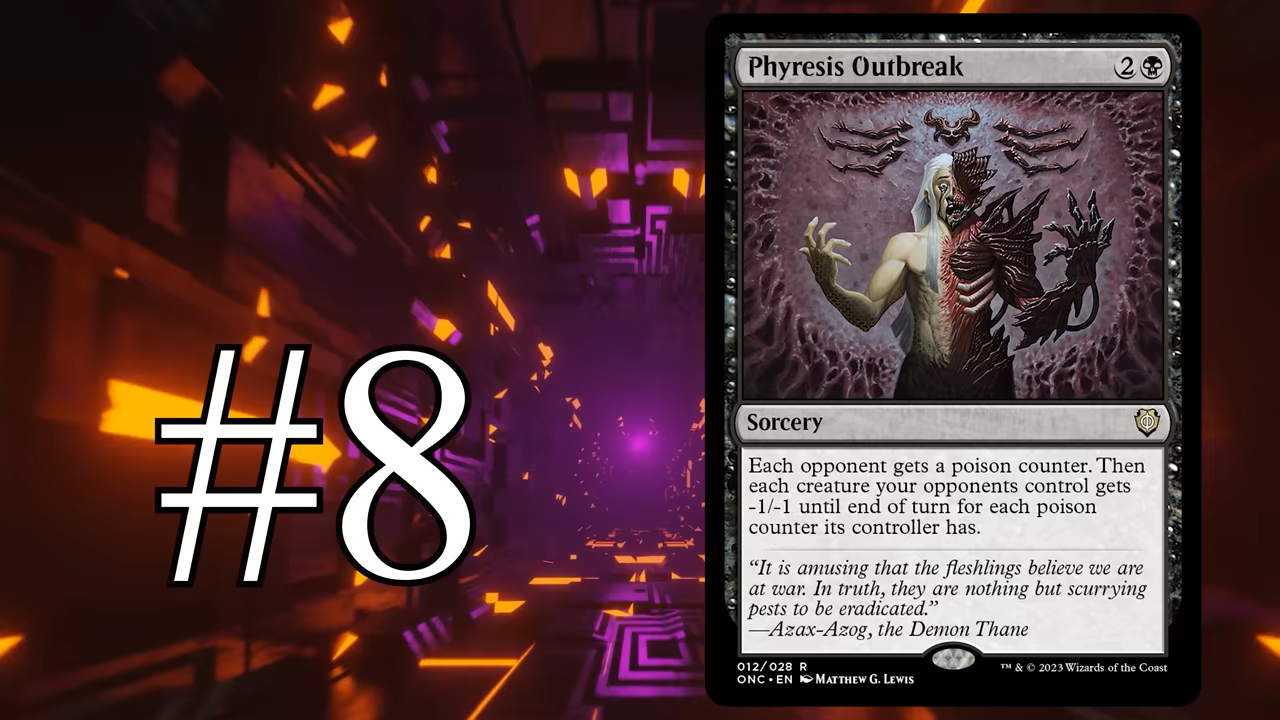 #8
Phyresis Outbreak 2
Sorcery
Each opponent gets a poison counter. Then
each creature your opponents control gets
-1/-1 until end of turn for each poison
counter its controller has.
“It is amusing that the fleshlings believe we are
at war. In truth, they are nothing but scurrying
pests to be eradicated.”
—Azax-Azog, the Demon Thane
012/028 R
ONC • EN Matthew G. Lewis
™ & © 2023 Wizards of the Coast